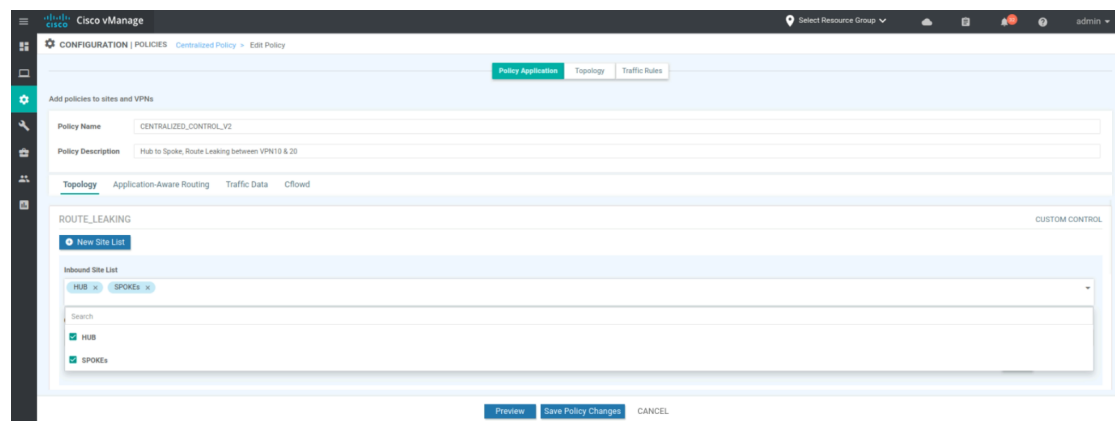 cisco Cisco vManage Select Resource Group admin
CONFIGURATION | POLICIES Centralized Policy > Edit Policy
Policy Application Topology Traffic Rules
Add policies to sites and VPNs
Policy Name CENTRALIZED_CONTROL_V2
Policy Description Hub to Spoke, Route Leaking between VPN10 & 20
Topology Application-Aware Routing Traffic Data Cflowd
ROUTE_LEAKING CUSTOM CONTROL
New Site List
Inbound Site List
HUB × SPOKEs ×
Search
HUB
SPOKEs
Preview Save Policy Changes CANCEL